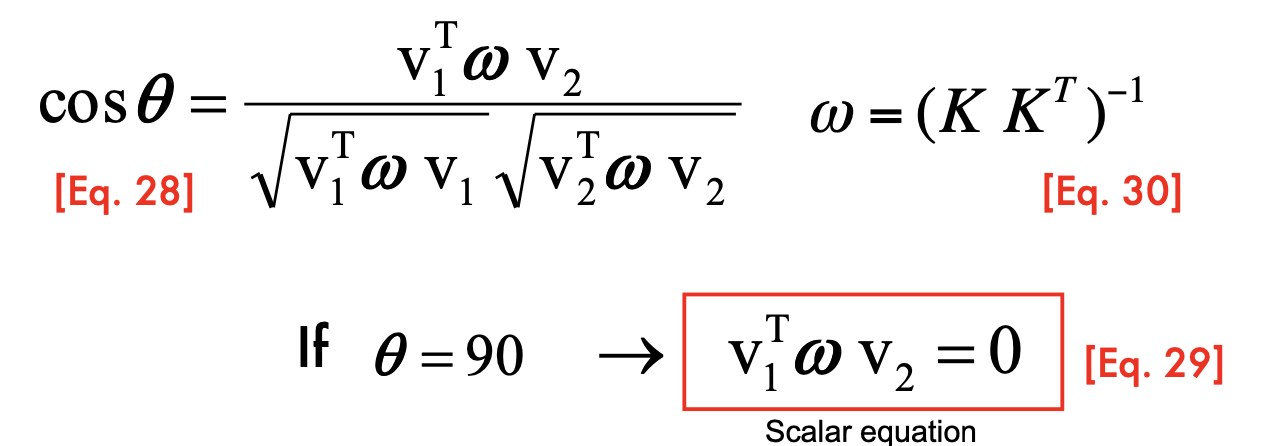 cos θ = v₁ᵀ ω v₂ / √(v₁ᵀ ω v₁) √(v₂ᵀ ω v₂)
ω = (K Kᵀ)⁻¹
[Eq. 28]
[Eq. 30]
If θ = 90 → v₁ᵀ ω v₂ = 0 [Eq. 29]
Scalar equation